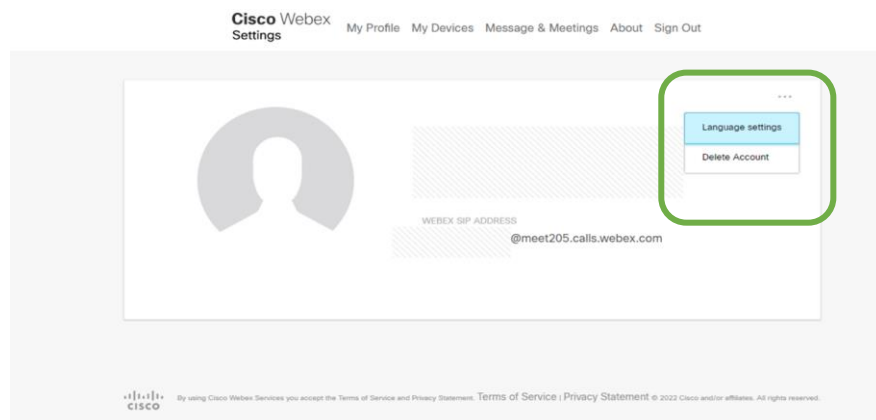 Cisco Webex
Settings
My Profile My Devices Message & Meetings About Sign Out
...
Language settings
Delete Account
WEBEX SIP ADDRESS
@meet205.calls.webex.com
CISCO
By using Cisco Webex Services you accept the Terms of Service and Privacy Statement. Terms of Service | Privacy Statement © 2022 Cisco and/or affiliates. All rights reserved.